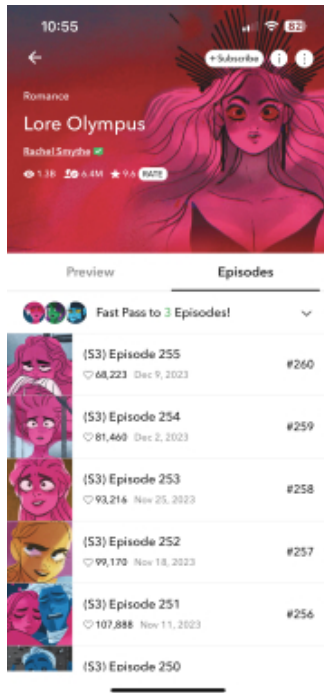 10:55
82
+ Subscribe
Romance
Lore Olympus
Rachel Smythe
1.3B 6.4M 9.6 RATE
Preview Episodes
Fast Pass to 3 Episodes!
(S3) Episode 255
68,223 Dec 9, 2023
#260
(S3) Episode 254
81,460 Dec 2, 2023
#259
(S3) Episode 253
93,216 Nov 25, 2023
#258
(S3) Episode 252
99,170 Nov 18, 2023
#257
(S3) Episode 251
107,888 Nov 11, 2023
#256
(S3) Episode 250